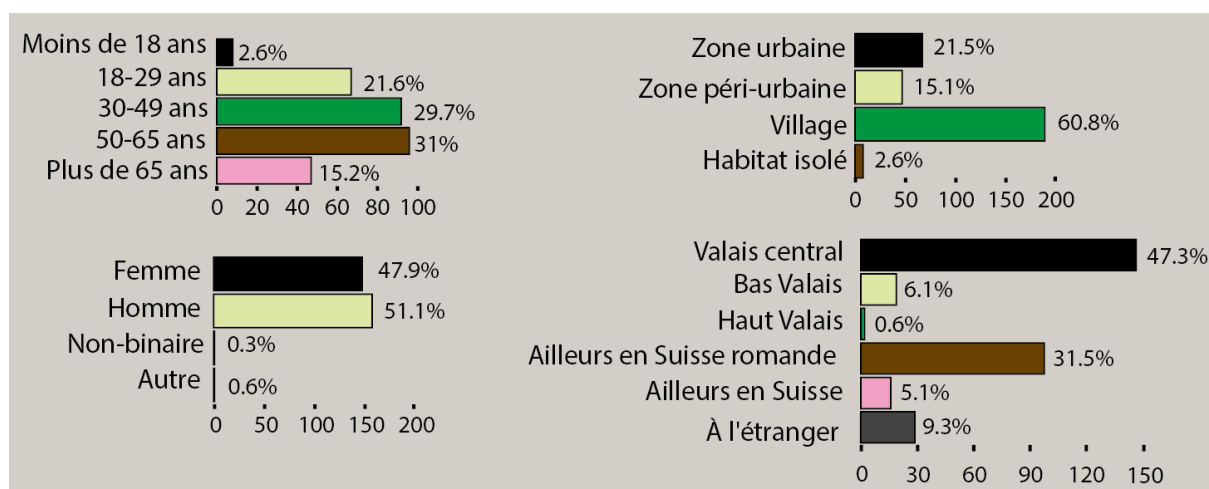 Moins de 18 ans 2.6%
18-29 ans 21.6%
30-49 ans 29.7%
50-65 ans 31%
Plus de 65 ans 15.2%
0 20 40 60 80 100
Zone urbaine 21.5%
Zone péri-urbaine 15.1%
Village 60.8%
Habitat isolé 2.6%
0 50 100 150 200
Femme 47.9%
Homme 51.1%
Non-binaire 0.3%
Autre 0.6%
0 50 100 150 200
Valais central 47.3%
Bas Valais 6.1%
Haut Valais 0.6%
Ailleurs en Suisse romande 31.5%
Ailleurs en Suisse 5.1%
À l'étranger 9.3%
0 30 60 90 120 150